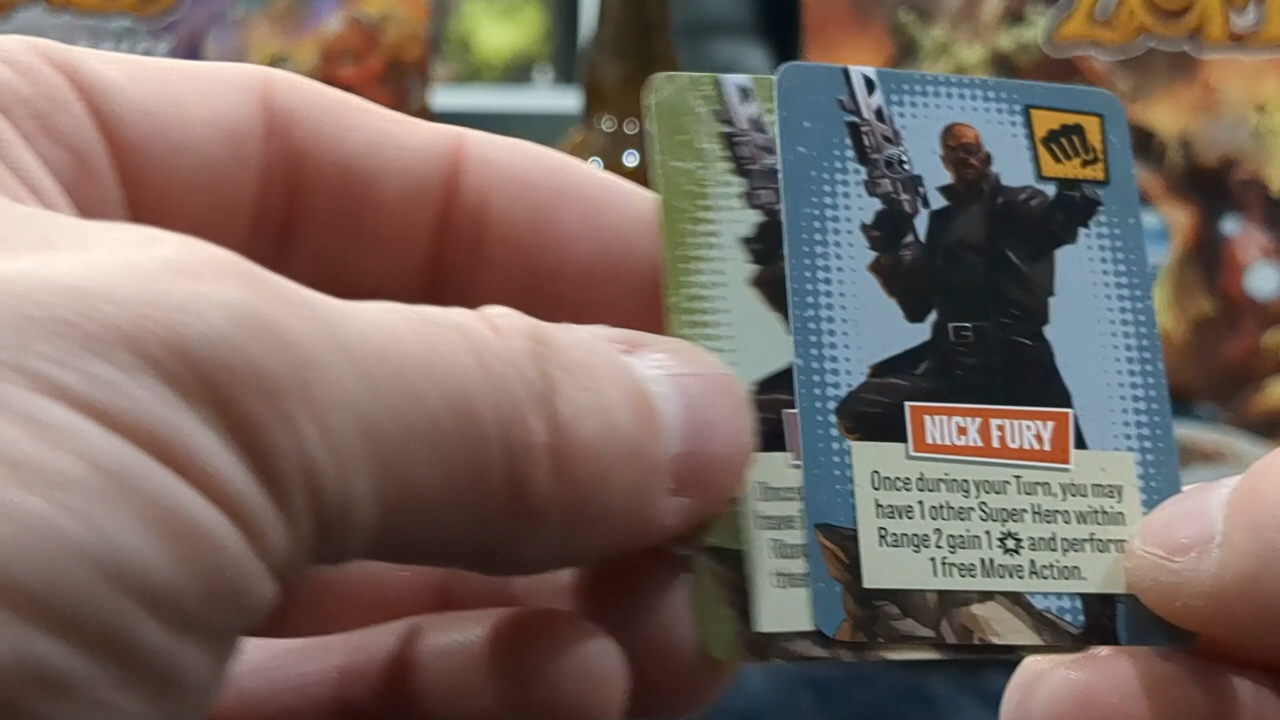 NICK FURY
Once during your Turn, you may
have 1 other Super Hero within
Range 2 gain 1 and perform
1 free Move Action.